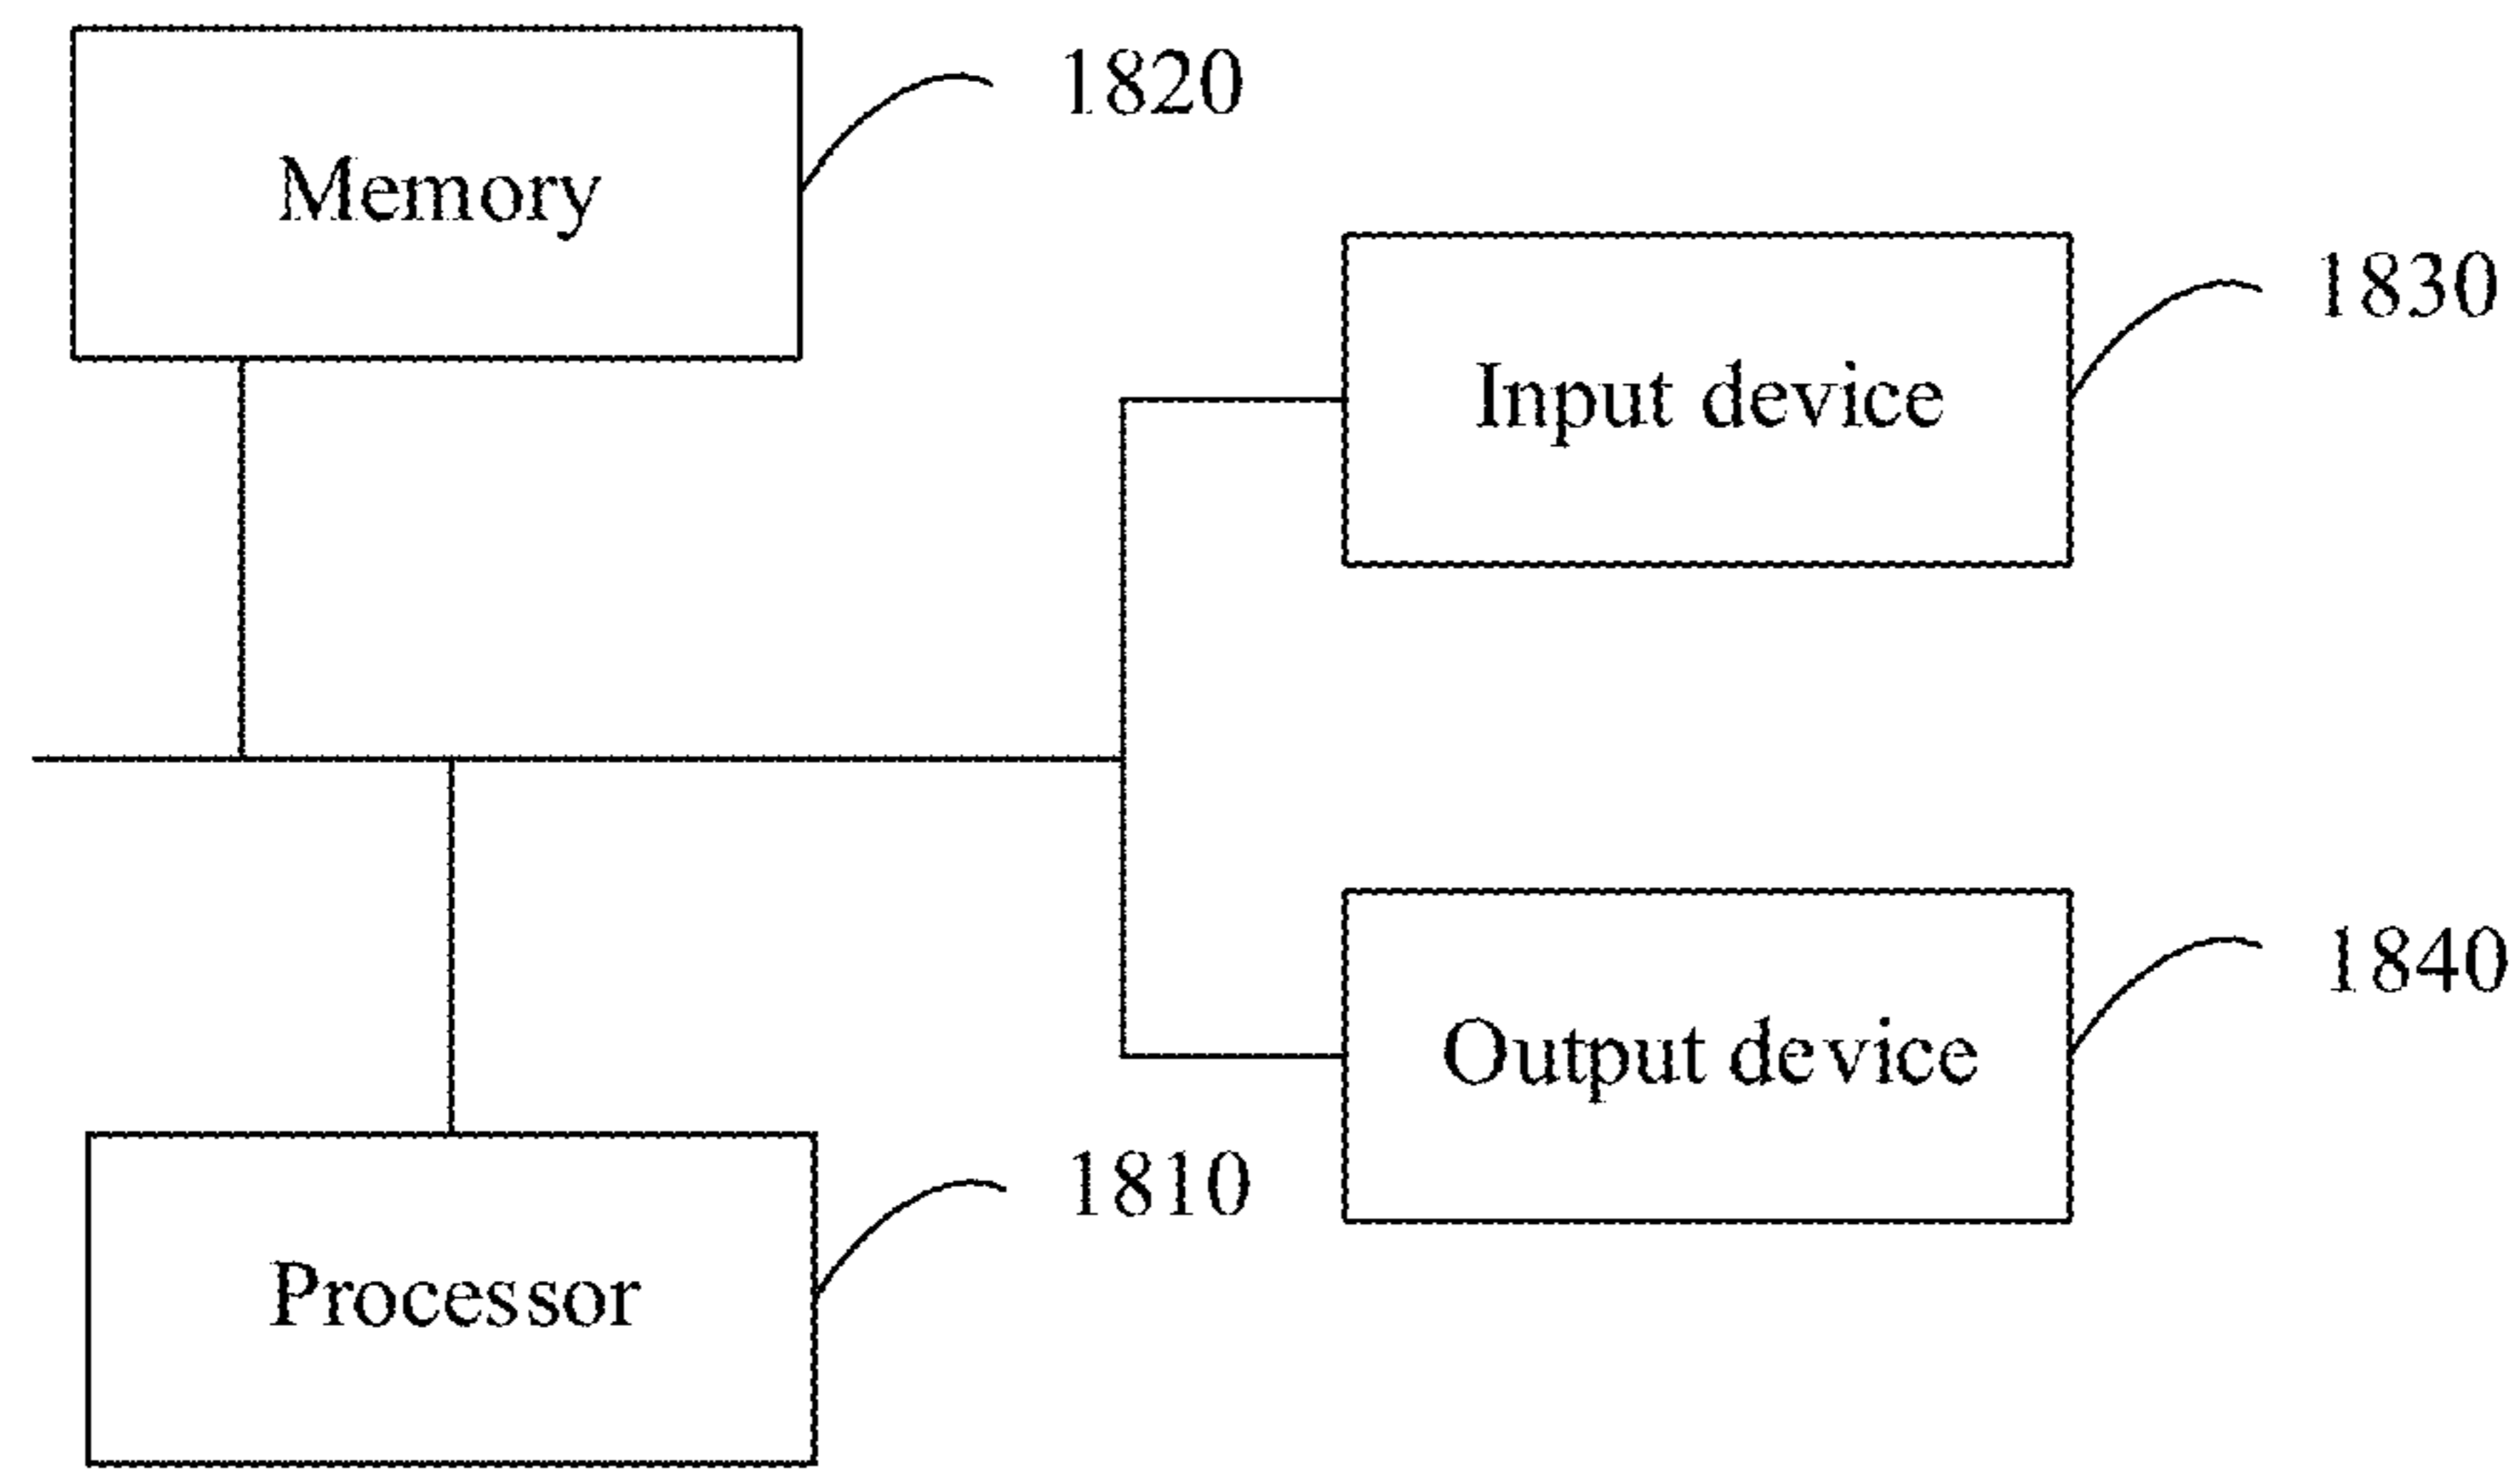 1820
Memory
1830
Input device
1840
Output device
1810
Processor